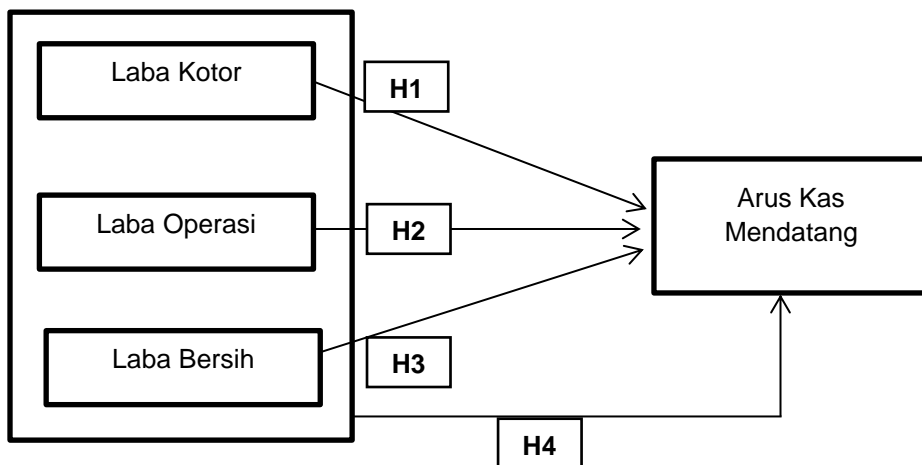 Laba Kotor
H1
Laba Operasi
H2
Arus Kas
Mendatang
Laba Bersih
H3
H4